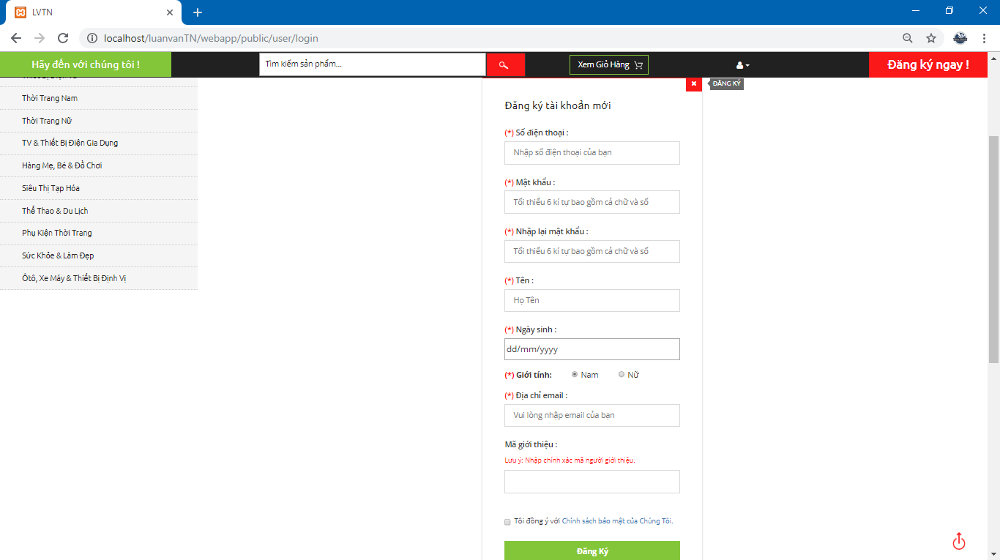 LVTN
localhost/luanvanTN/webapp/public/user/login
Hãy đến với chúng tôi !
Tìm kiếm sản phẩm...
Xem Giỏ Hàng
Đăng ký ngay !
Thời Trang Nam
Thời Trang Nữ
TV & Thiết Bị Điện Gia Dụng
Hàng Mẹ, Bé & Đồ Chơi
Siêu Thị Tạp Hóa
Thể Thao & Du Lịch
Phụ Kiện Thời Trang
Sức Khỏe & Làm Đẹp
Ôtô, Xe Máy & Thiết Bị Định Vị
ĐĂNG KÝ
Đăng ký tài khoản mới
(*) Số điện thoại :
Nhập số điện thoại của bạn
(*) Mật khẩu :
Tối thiểu 6 kí tự bao gồm cả chữ và số
(*) Nhập lại mật khẩu :
Tối thiểu 6 kí tự bao gồm cả chữ và số
(*) Tên :
Họ Tên
(*) Ngày sinh :
dd/mm/yyyy
(*) Giới tính: Nam Nữ
(*) Địa chỉ email :
Vui lòng nhập email của bạn
Mã giới thiệu :
Lưu ý: Nhập chính xác mã người giới thiệu.
Tôi đồng ý với Chính sách bảo mật của Chúng Tôi.
Đăng Ký